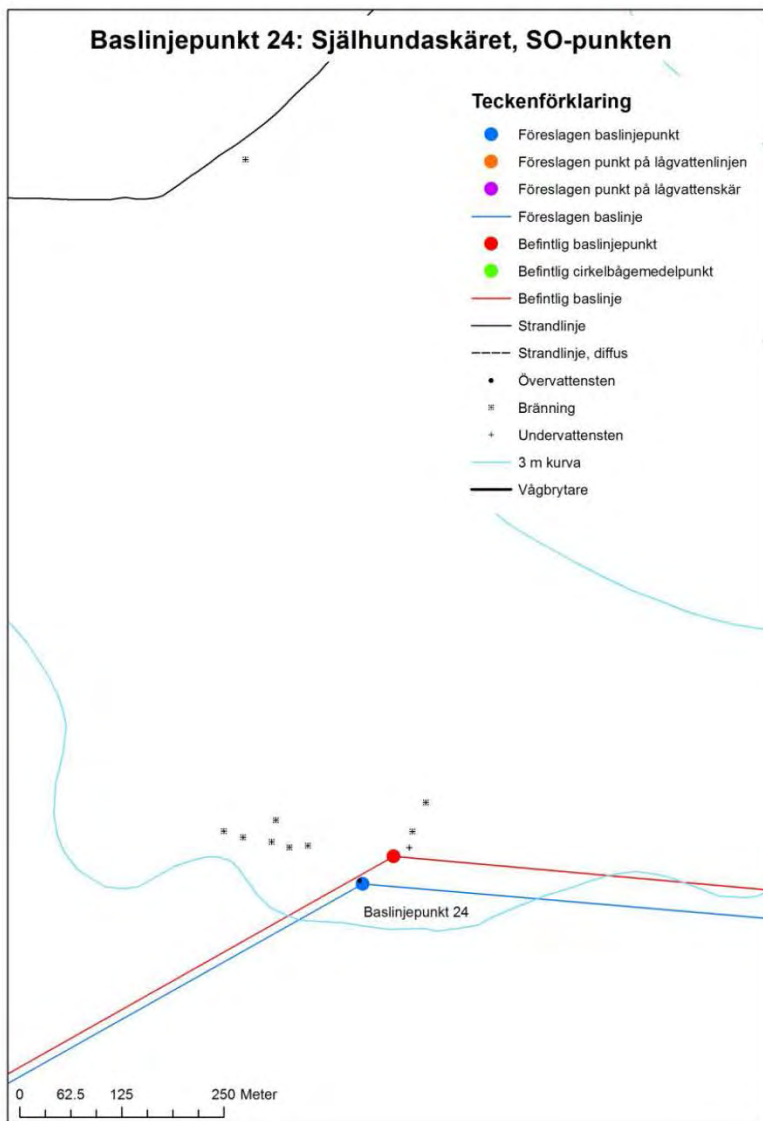 Baslinjepunkt 24: Själhundaskäret, SO-punkten
Teckenförklaring
Föreslagen baslinjepunkt
Föreslagen punkt på lågvattenlinjen
Föreslagen punkt på lågvattenskär
Föreslagen baslinje
Befintlig baslinjepunkt
Befintlig cirkelbågemedelpunkt
Befintlig baslinje
Strandlinje
Strandlinje, diffus
Övervattensten
Bränning
Undervattensten
3 m kurva
Vågbrytare
Baslinjepunkt 24
0 62.5 125 250 Meter